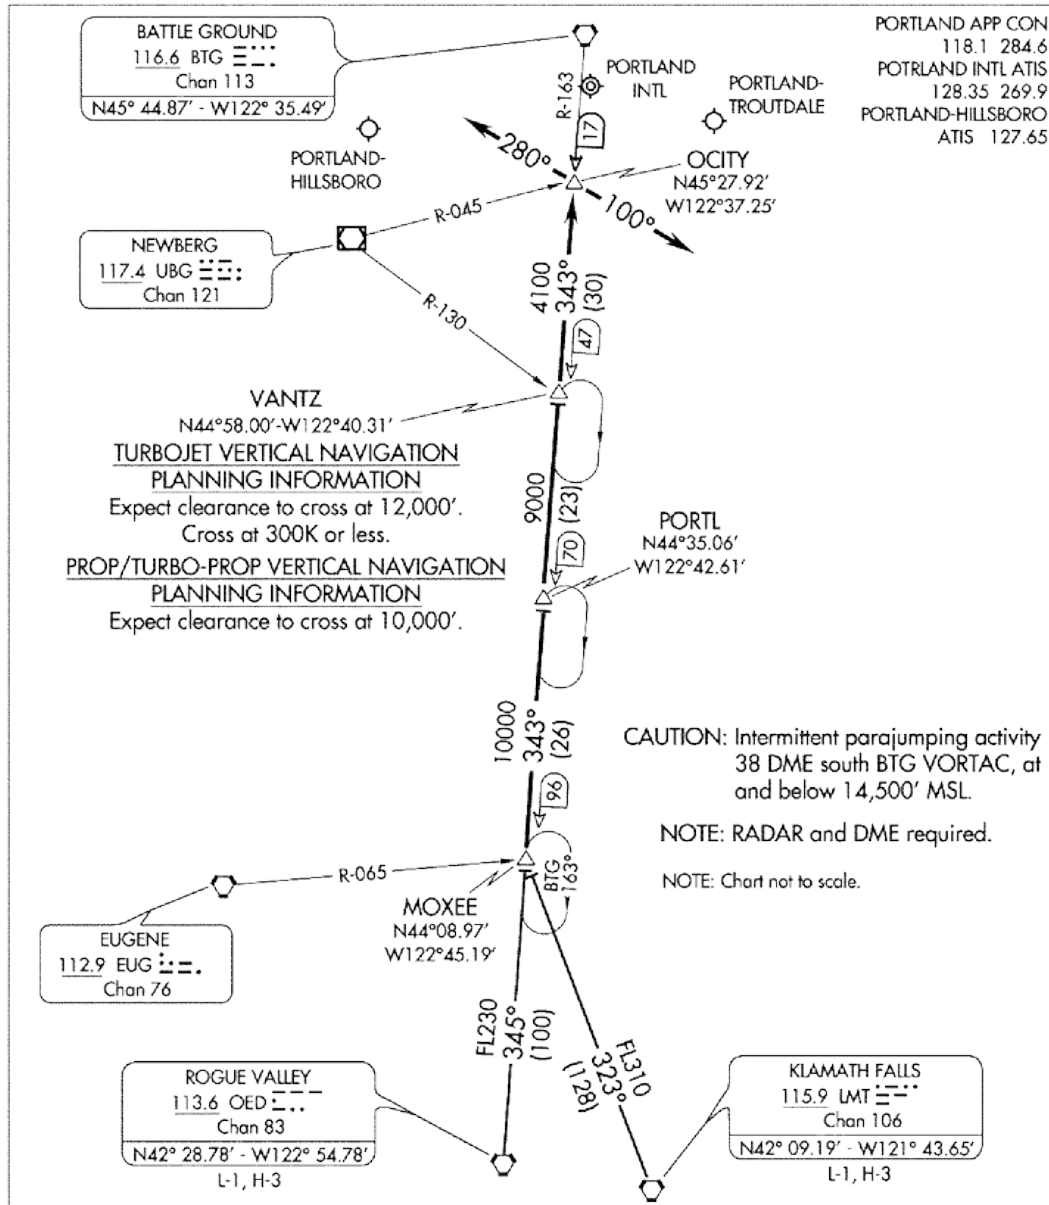 BATTLE GROUND
116.6 BTG
Chan 113
N45° 44.87' - W122° 35.49'
PORTLAND APP CON
118.1 284.6
POTRLAND INTL ATIS
128.35 269.9
PORTLAND-HILLSBORO
ATIS 127.65
PORTLAND
INTL
PORTLAND-
TROUTDALE
PORTLAND-
HILLSBORO
R-163
17
280°
100°
OCITY
N45°27.92'
W122°37.25'
R-045
NEWBERG
117.4 UBG
Chan 121
R-130
4100
343°
(30)
47
VANTZ
N44°58.00'-W122°40.31'
TURBOJET VERTICAL NAVIGATION
PLANNING INFORMATION
Expect clearance to cross at 12,000'.
Cross at 300K or less.
PROP/TURBO-PROP VERTICAL NAVIGATION
PLANNING INFORMATION
Expect clearance to cross at 10,000'.
9000
(23)
70
PORTL
N44°35.06'
W122°42.61'
10000
343°
(26)
96
CAUTION: Intermittent parajumping activity
38 DME south BTG VORTAC, at
and below 14,500' MSL.
NOTE: RADAR and DME required.
NOTE: Chart not to scale.
R-065
BTG
163°
MOXEE
N44°08.97'
W122°45.19'
EUGENE
112.9 EUG
Chan 76
FL230
345°
(100)
FL310
323°
(128)
ROGUE VALLEY
113.6 OED
Chan 83
N42° 28.78' - W122° 54.78'
L-1, H-3
KLAMATH FALLS
115.9 LMT
Chan 106
N42° 09.19' - W121° 43.65'
L-1, H-3